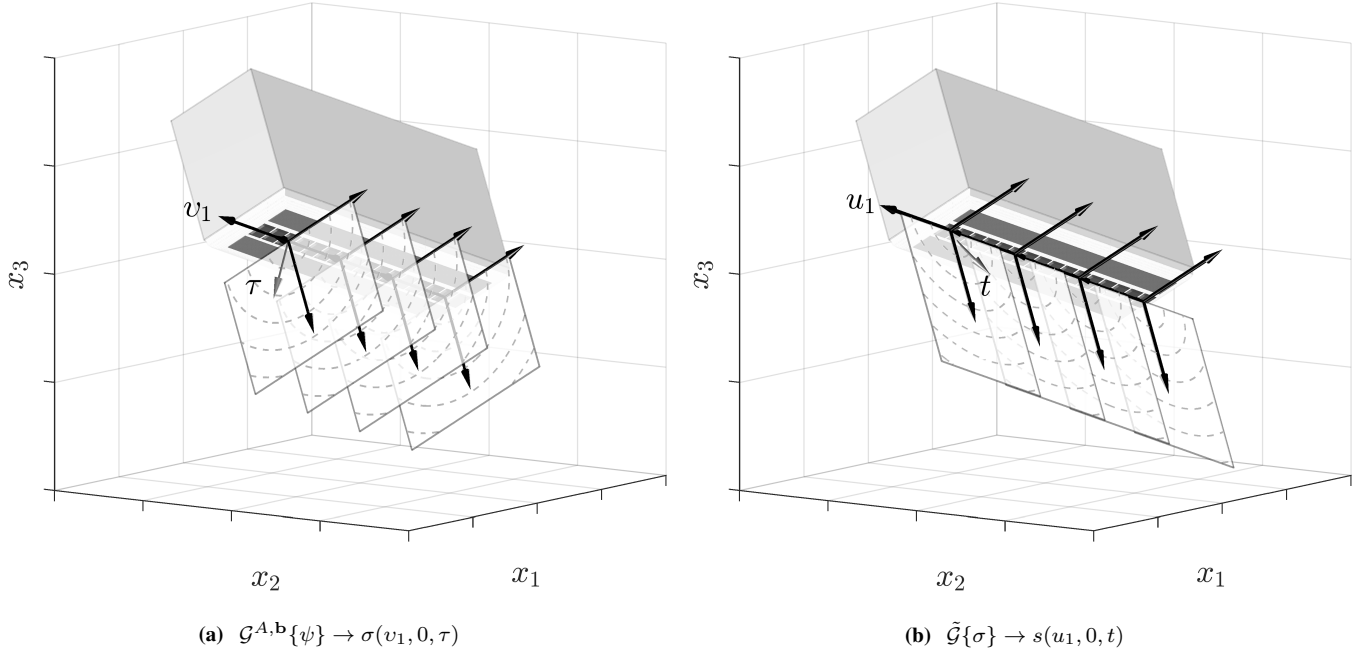 υ₁
τ
x₃
x₂
x₁
(a) 𝒢^{A,𝐛}{ψ} → σ(υ₁, 0, τ)
u₁
t
x₃
x₂
x₁
(b) 𝒢̃{σ} → s(u₁, 0, t)